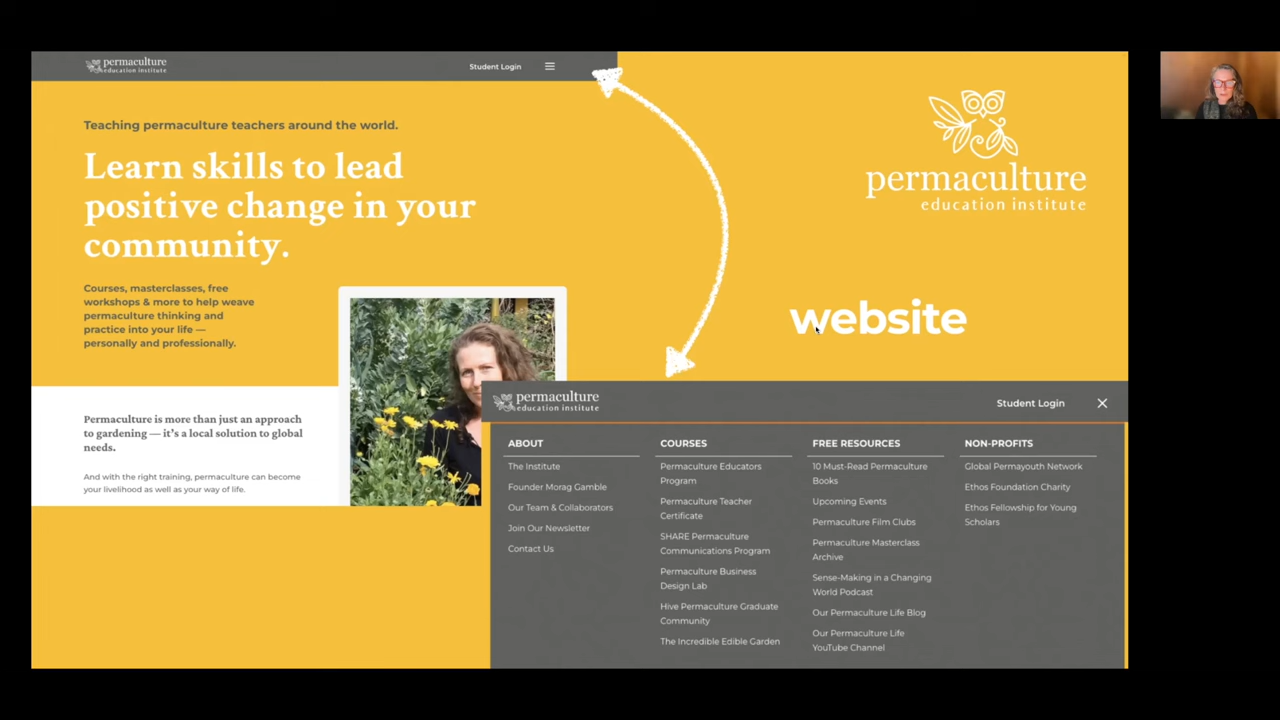 permaculture
education institute
Student Login
Teaching permaculture teachers around the world.
Learn skills to lead
positive change in your
community.
Courses, masterclasses, free
workshops & more to help weave
permaculture thinking and
practice into your life —
personally and professionally.
Permaculture is more than just an approach
to gardening — it's a local solution to global
needs.
And with the right training, permaculture can become
your livelihood as well as your way of life.
permaculture
education institute
website
permaculture
education institute
Student Login
ABOUT
The Institute
Founder Morag Gamble
Our Team & Collaborators
Join Our Newsletter
Contact Us
COURSES
Permaculture Educators
Program
Permaculture Teacher
Certificate
SHARE Permaculture
Communications Program
Permaculture Business
Design Lab
Hive Permaculture Graduate
Community
The Incredible Edible Garden
FREE RESOURCES
10 Must-Read Permaculture
Books
Upcoming Events
Permaculture Film Clubs
Permaculture Masterclass
Archive
Sense-Making in a Changing
World Podcast
Our Permaculture Life Blog
Our Permaculture Life
YouTube Channel
NON-PROFITS
Global Permayouth Network
Ethos Foundation Charity
Ethos Fellowship for Young
Scholars